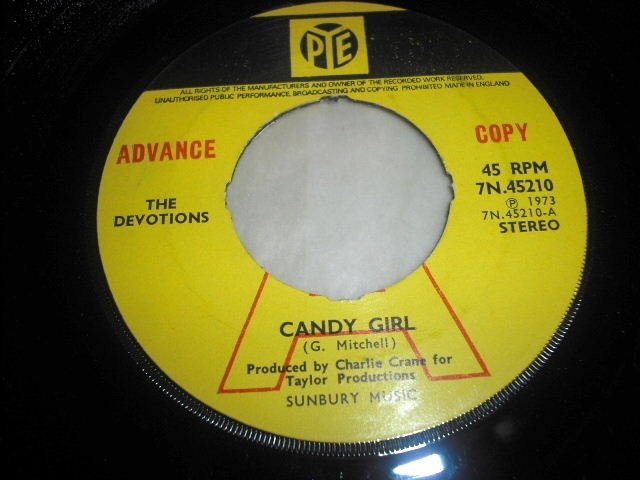 PYE
ALL RIGHTS OF THE MANUFACTURERS AND OWNER OF THE RECORDED WORK RESERVED.
UNAUTHORISED PUBLIC PERFORMANCE, BROADCASTING AND COPYING PROHIBITED MADE IN ENGLAND
ADVANCE COPY
THE
DEVOTIONS
45 RPM
7N.45210
Ⓟ 1973
7N.45210-A
STEREO
CANDY GIRL
(G. Mitchell)
Produced by Charlie Crane for
Taylor Productions
SUNBURY MUSIC